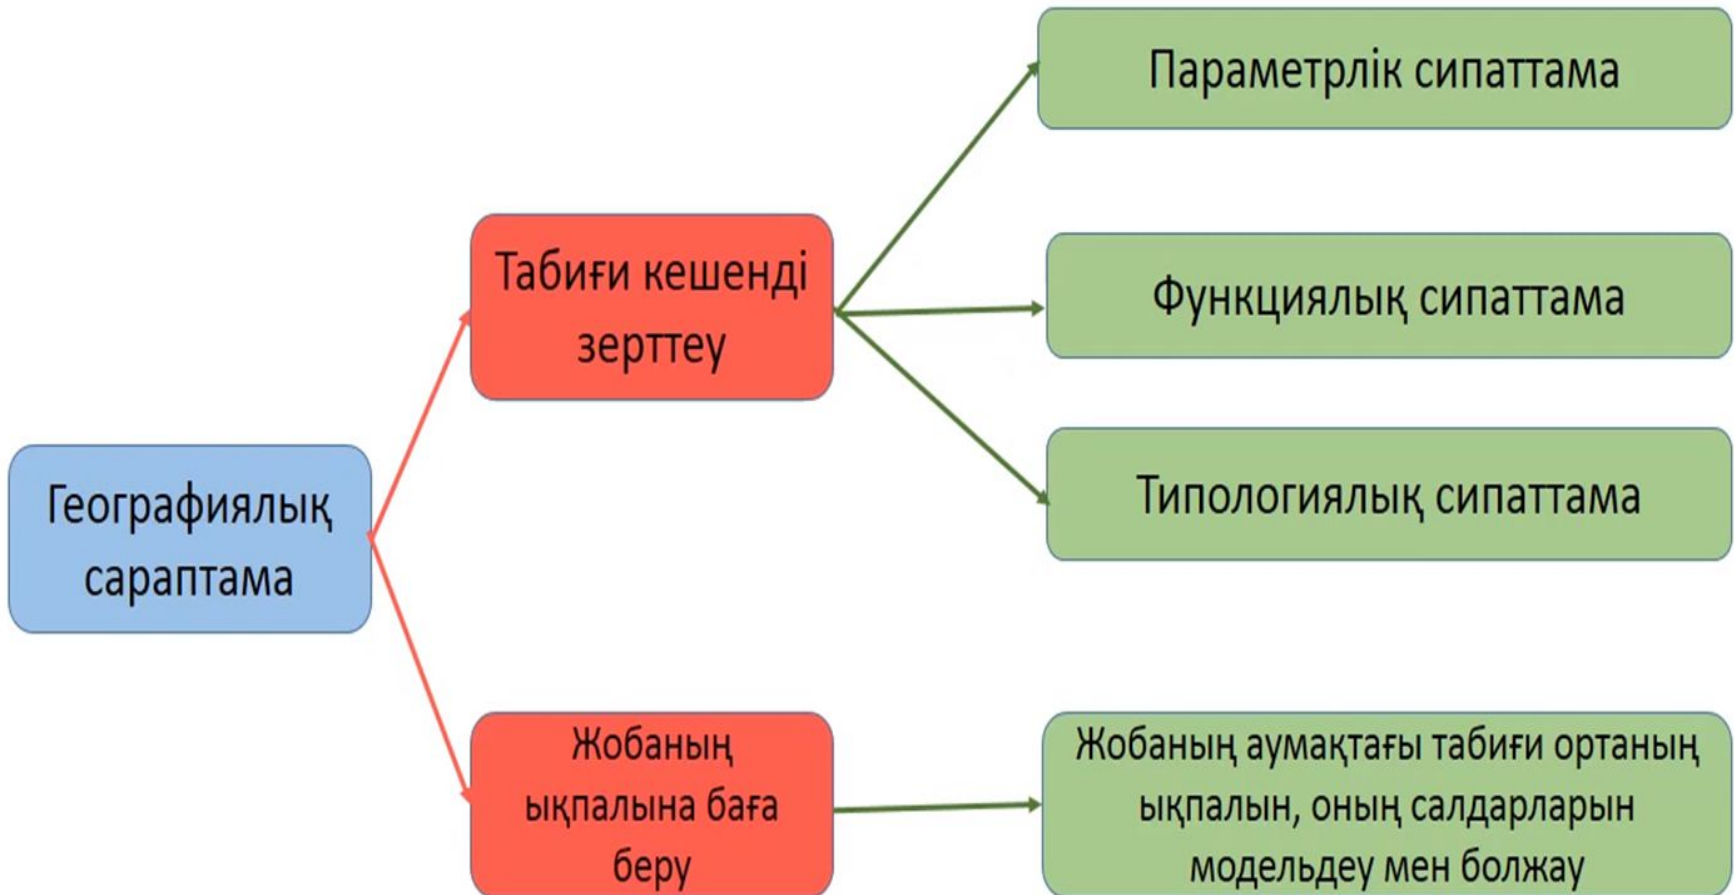 Параметрлік сипаттама
Табиғи кешенді
зерттеу
Функциялық сипаттама
Типологиялық сипаттама
Географиялық
сараптама
Жобаның
ықпалына баға
беру
Жобаның аумақтағы табиғи ортаның
ықпалын, оның салдарларын
модельдеу мен болжау